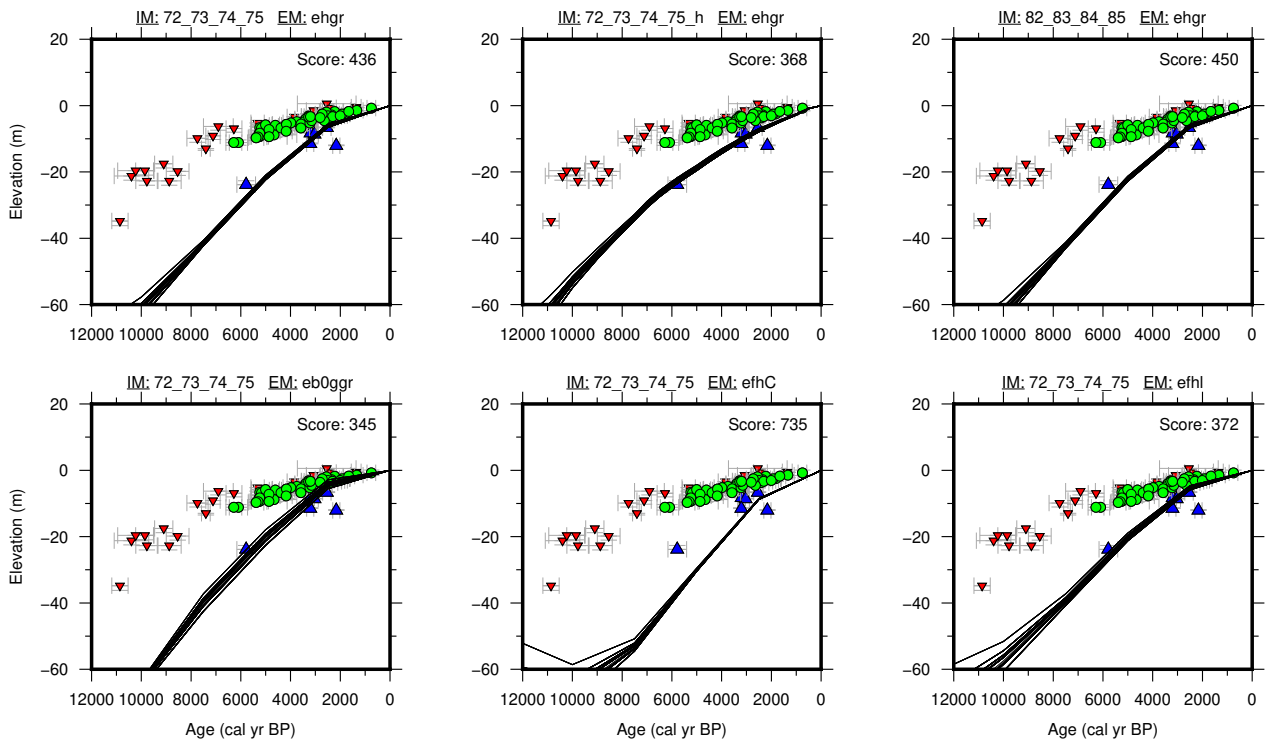 IM: 72_73_74_75 EM: ehgr
IM: 72_73_74_75_h EM: ehgr
IM: 82_83_84_85 EM: ehgr
Score: 436
Score: 368
Score: 450
20
0
−20
−40
−60
Elevation (m)
12000 10000 8000 6000 4000 2000 0
20
0
−20
−40
−60
12000 10000 8000 6000 4000 2000 0
20
0
−20
−40
−60
12000 10000 8000 6000 4000 2000 0
IM: 72_73_74_75 EM: eb0ggr
IM: 72_73_74_75 EM: efhC
IM: 72_73_74_75 EM: efhI
Score: 345
Score: 735
Score: 372
20
0
−20
−40
−60
Elevation (m)
12000 10000 8000 6000 4000 2000 0
Age (cal yr BP)
20
0
−20
−40
−60
12000 10000 8000 6000 4000 2000 0
Age (cal yr BP)
20
0
−20
−40
−60
12000 10000 8000 6000 4000 2000 0
Age (cal yr BP)